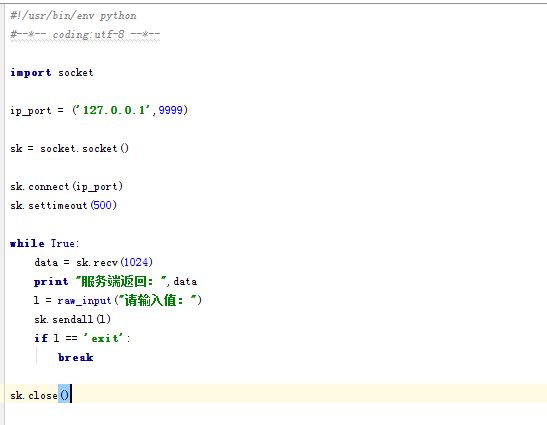 #!/usr/bin/env python
#--*-- coding:utf-8 --*--
import socket
ip_port = ('127.0.0.1',9999)
sk = socket.socket()
sk.connect(ip_port)
sk.settimeout(500)
while True:
    data = sk.recv(1024)
    print "服务端返回：",data
    l = raw_input("请输入值：")
    sk.sendall(l)
    if l == 'exit':
        break
sk.close()